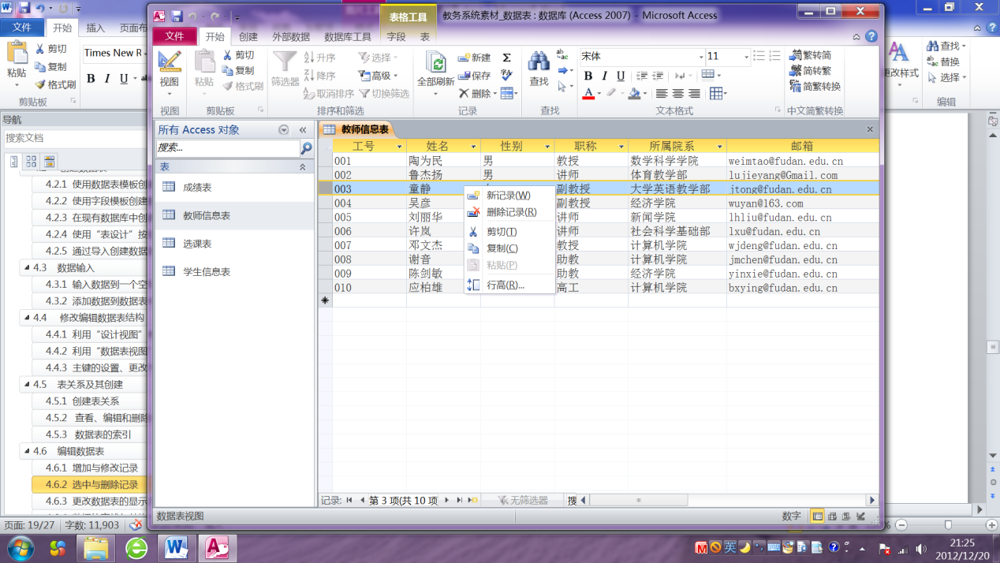 表格工具
教务系统素材_数据表 : 数据库 (Access 2007) - Microsoft Access
文件 开始 插入 页面布
文件 开始 创建 外部数据 数据库工具 字段 表
粘贴 剪切 复制 格式刷 剪贴板
Times New R
B I U
视图 视图
粘贴 剪切 复制 格式刷 剪贴板
筛选器 升序 降序 取消排序 选择 高级 切换筛选 排序和筛选
全部刷新 新建 保存 删除 Σ 记录
查找 查找
宋体 11
B I U
A
文本格式
繁转简
简转繁
简繁转换
中文简繁转换
更改样式
查找
替换
选择
编辑
导航
搜索文档
4.2.1 使用数据表模板创
4.2.2 使用字段模板创建
4.2.3 在现有数据库中创
4.2.4 使用“表设计”按
4.2.5 通过导入创建数据
4.3 数据输入
4.3.1 输入数据到一个空
4.3.2 添加数据到数据表
4.4 修改编辑数据表结构
4.4.1 利用“设计视图”
4.4.2 利用“数据表视图
4.4.3 主键的设置、更改
4.5 表关系及其创建
4.5.1 创建表关系
4.5.2 查看、编辑和删除
4.5.3 数据表的索引
4.6 编辑数据表
4.6.1 增加与修改记录
4.6.2 选中与删除记录
4.6.3 更改数据表的显示
所有 Access 对象
搜索...
表
成绩表
教师信息表
选课表
学生信息表
教师信息表
工号 姓名 性别 职称 所属院系 邮箱
001 陶为民 男 教授 数学科学学院 weimtao@fudan.edu.cn
002 鲁杰扬 男 讲师 体育教学部 lujieyang@Gmail.com
003 童静 副教授 大学英语教学部 jtong@fudan.edu.cn
004 吴彦 副教授 经济学院 wuyan@163.com
005 刘丽华 讲师 新闻学院 lhliu@fudan.edu.cn
006 许岚 讲师 社会科学基础部 lxu@fudan.edu.cn
007 邓文杰 教授 计算机学院 wjdeng@fudan.edu.cn
008 谢音 助教 计算机学院 jmchen@fudan.edu.cn
009 陈剑敏 助教 经济学院 yinxie@fudan.edu.cn
010 应柏雄 高工 计算机学院 bxying@fudan.edu.cn
新记录(W)
删除记录(R)
剪切(T)
复制(C)
粘贴(P)
行高(R)...
记录: 第 3 项(共 10 项 无筛选器 搜
数据表视图 数字
页面: 19/27 字数: 11,903 %
英
21:25
2012/12/20